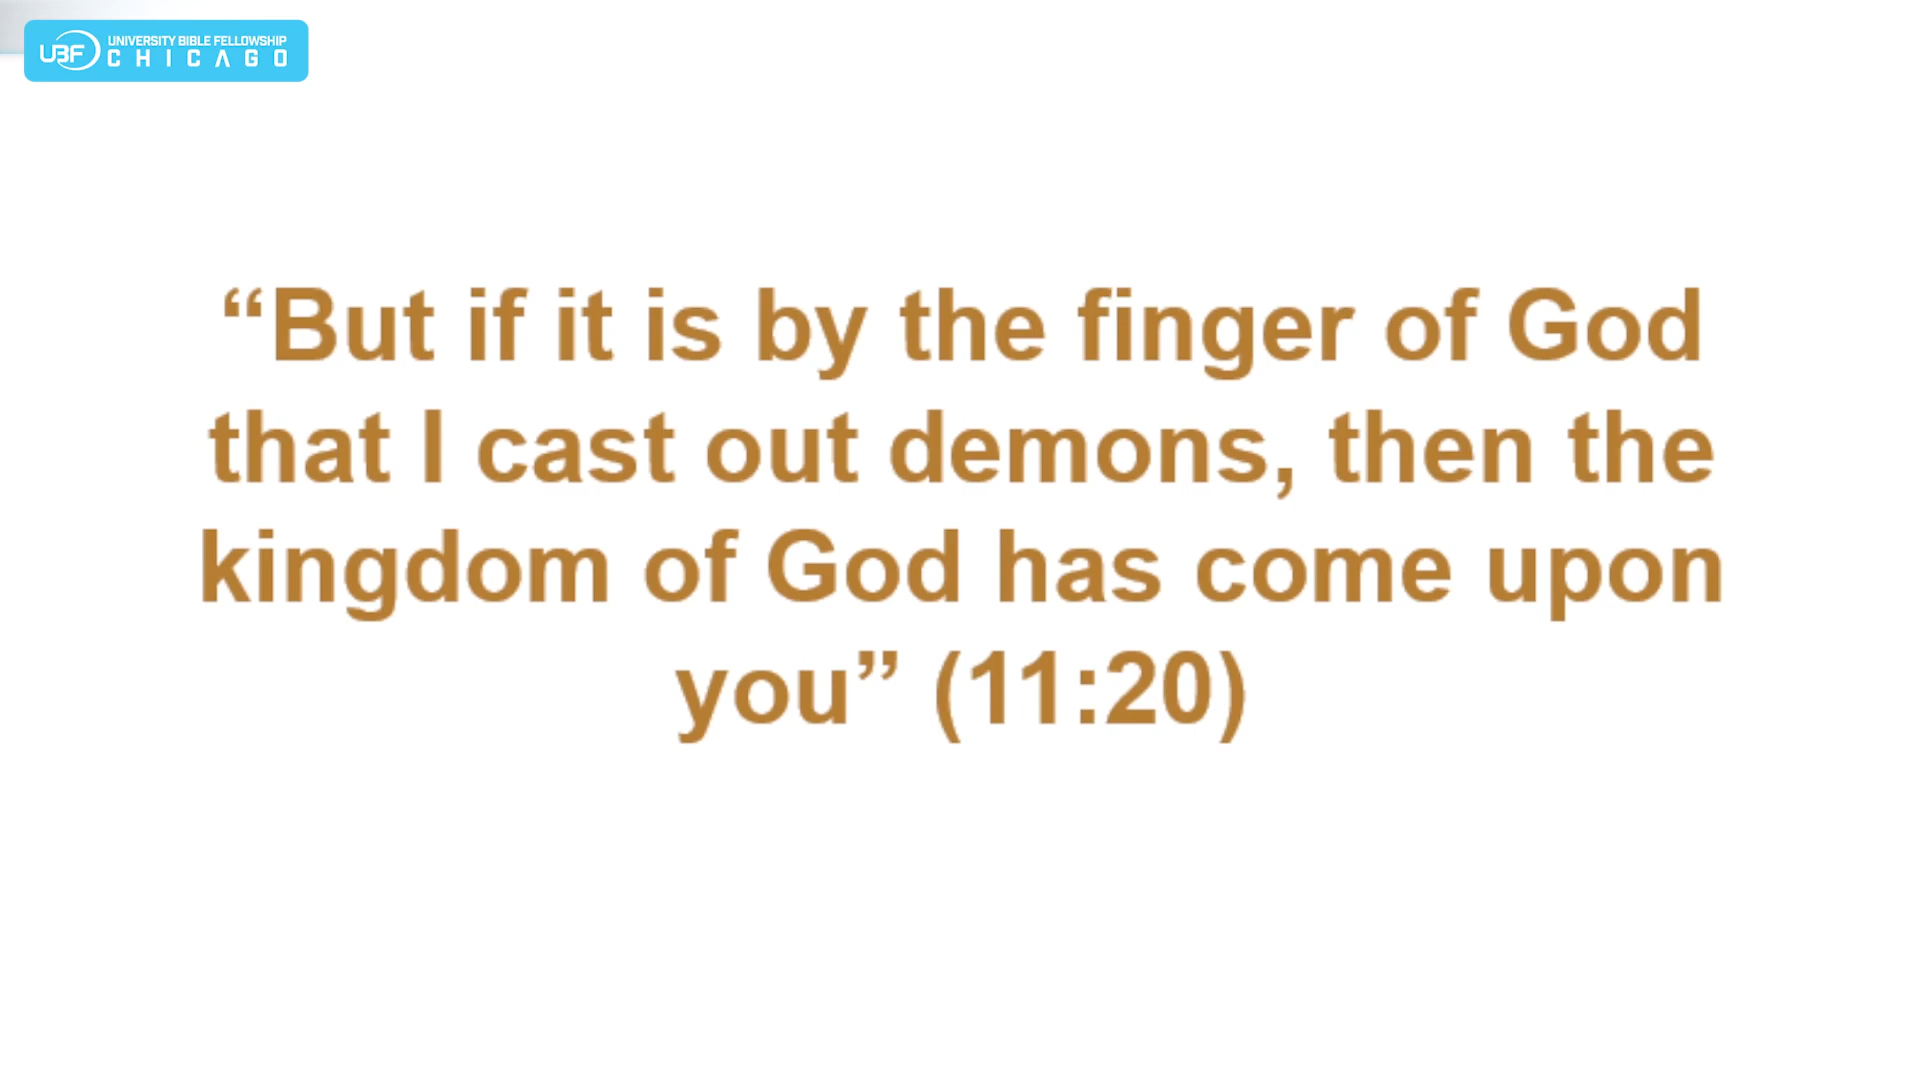 UBF
UNIVERSITY BIBLE FELLOWSHIP
CHICAGO
“But if it is by the finger of God
that I cast out demons, then the
kingdom of God has come upon
you” (11:20)